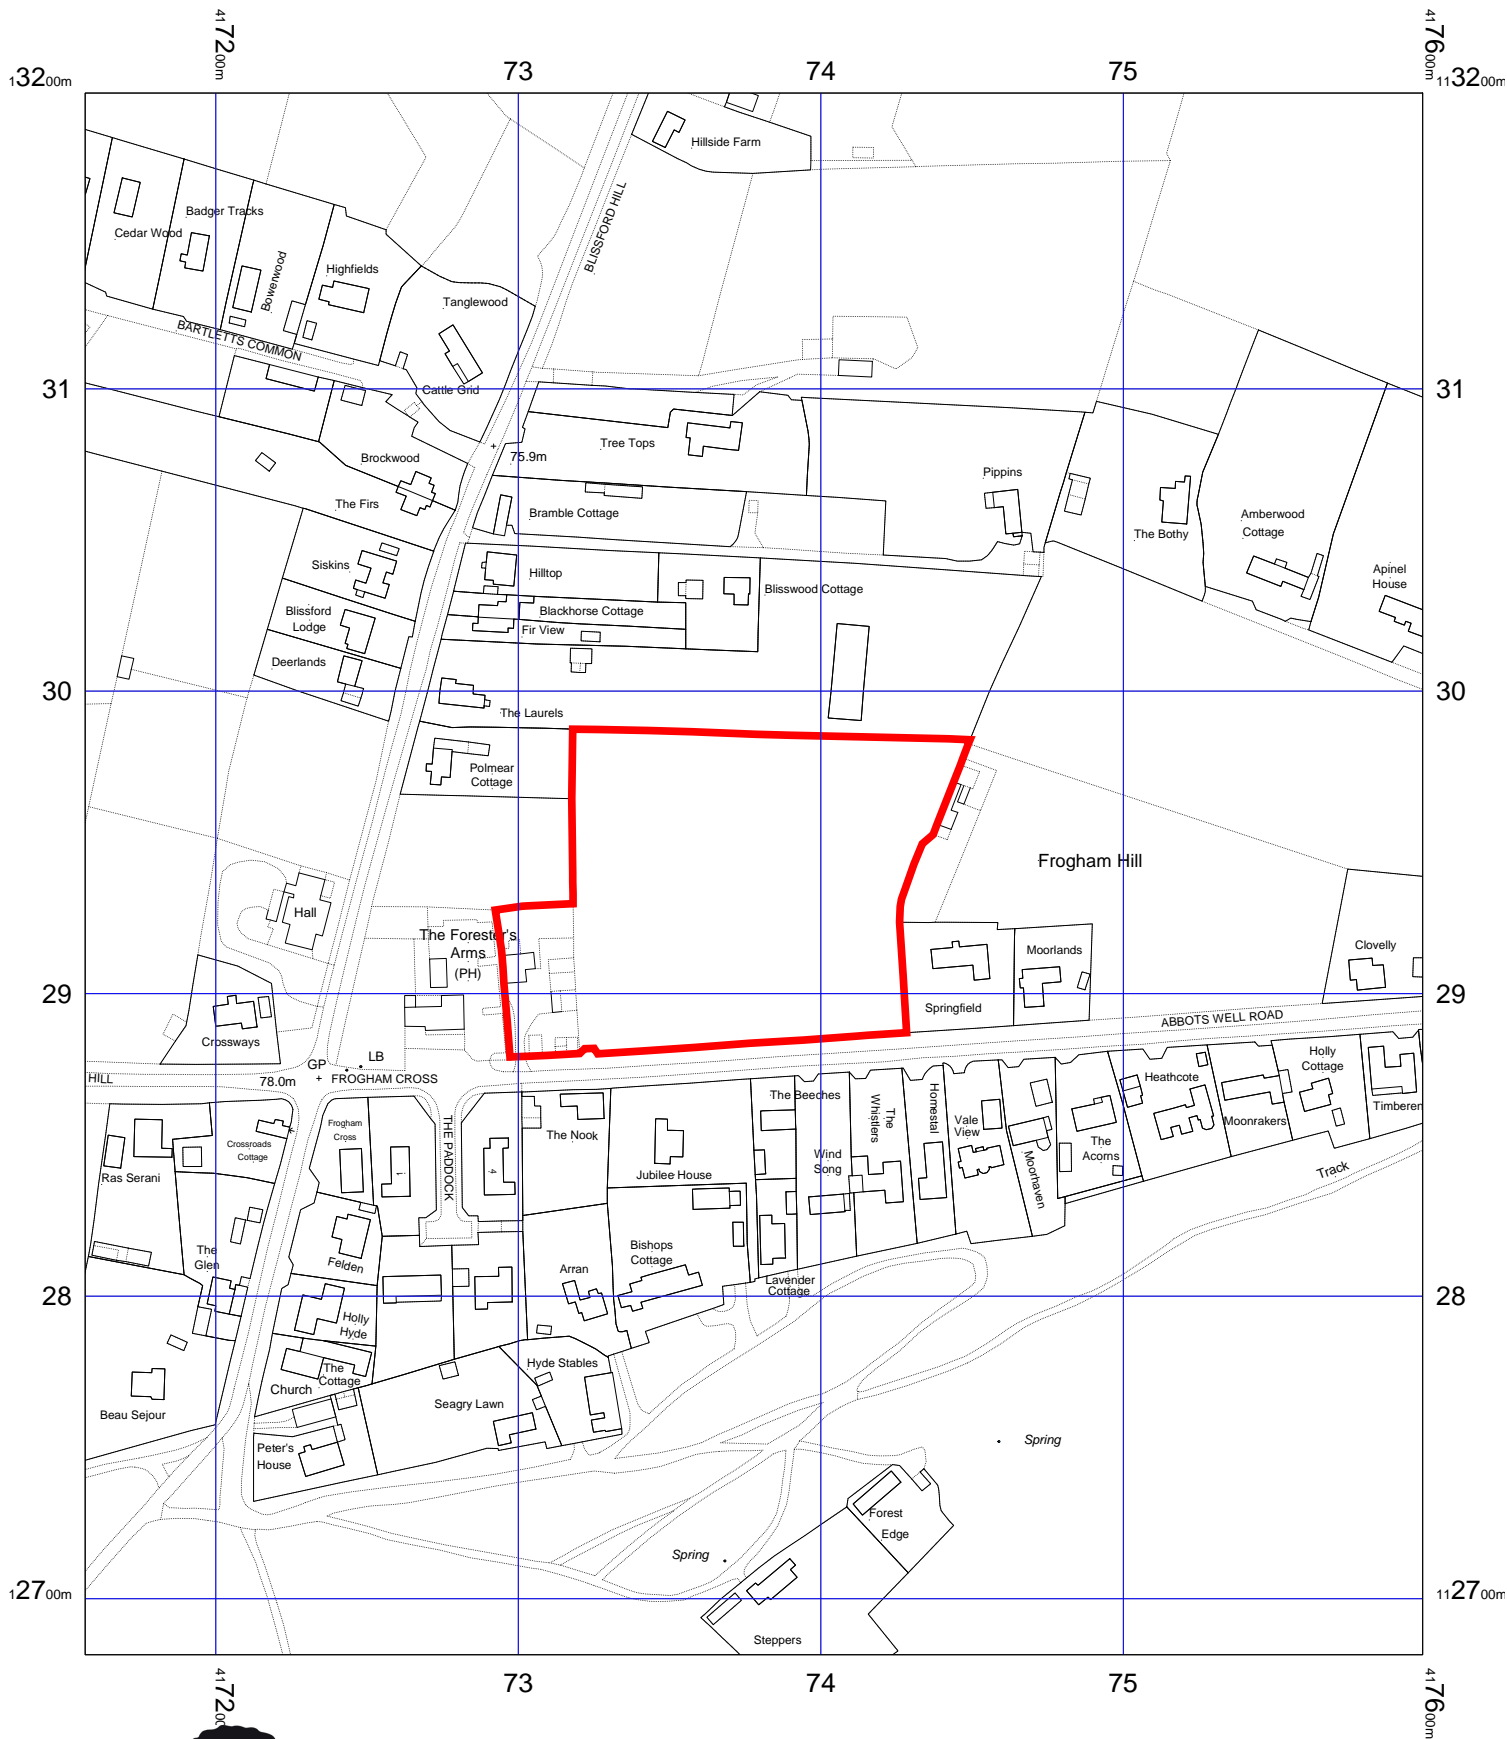 417200m
73
74
75
417600m
13200m
113200m
Hillside Farm
BLISSFORD HILL
Badger Tracks
Cedar Wood
Bowerwood
Highfields
Tanglewood
BARTLETTS COMMON
Cattle Grid
31
31
Tree Tops
75.9m
Brockwood
The Firs
Pippins
Bramble Cottage
The Bothy
Amberwood
Cottage
Siskins
Hilltop
Apinel
House
Blisswood Cottage
Blissford
Lodge
Blackhorse Cottage
Fir View
Deerlands
30
30
The Laurels
Polmear
Cottage
Frogham Hill
Hall
The Forester's
Arms
(PH)
Moorlands
Clovelly
29
29
Springfield
ABBOTS WELL ROAD
Crossways
GP
LB
HILL
78.0m
FROGHAM CROSS
THE PADDOCK
Frogham
Cross
Crossroads
Cottage
Ras Serani
1
4
The Nook
Jubilee House
The Beeches
Wind
Song
The
Whistlers
Homestal
Vale
View
Moorhaven
The
Acorns
Heathcote
Moonrakers
Holly
Cottage
Timberen
Track
The
Glen
Felden
Arran
Bishops
Cottage
Lavender
Cottage
28
28
Holly
Hyde
The
Cottage
Church
Hyde Stables
Seagry Lawn
Beau Sejour
Peter's
House
Spring
Forest
Edge
Spring
12700m
112700m
Steppers
417200
73
74
75
417600m